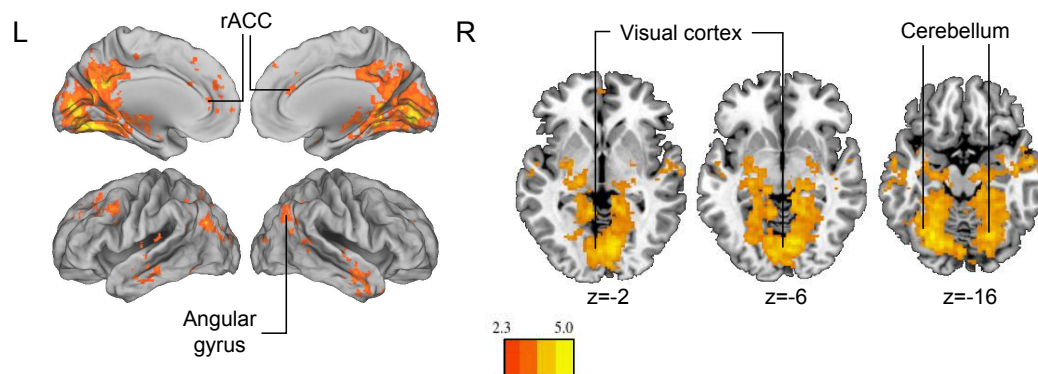 L
rACC
R
Visual cortex
Cerebellum
Angular
gyrus
z=-2
z=-6
z=-16
2.3 5.0